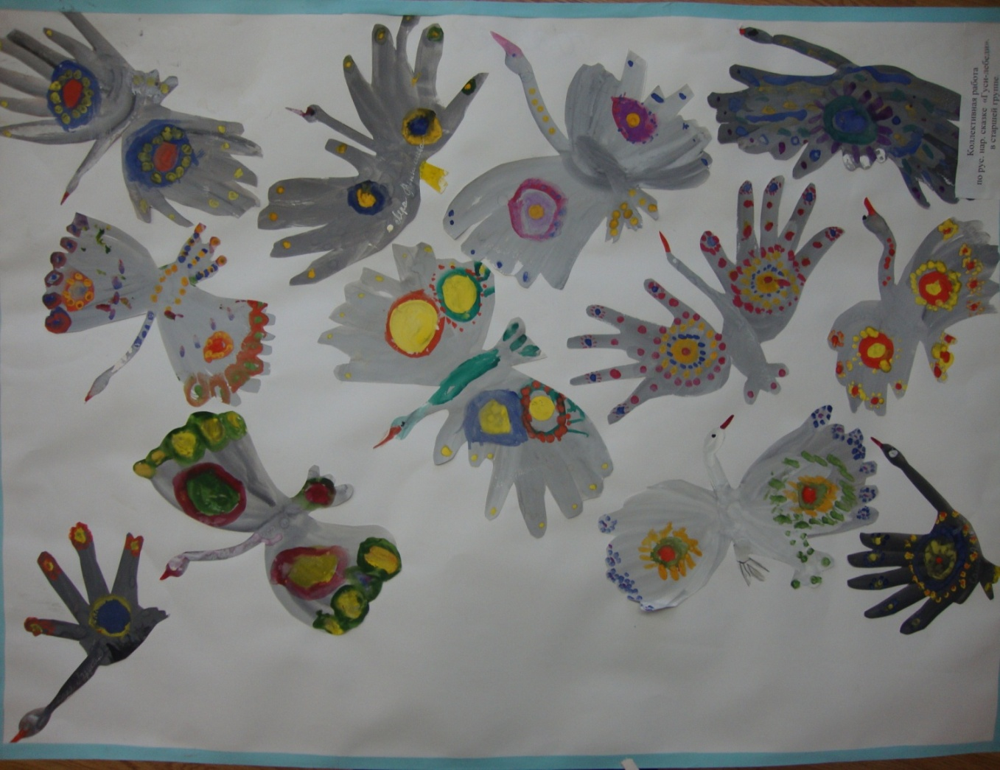 Коллективная работа
по рус. нар. сказке «Гуси-лебеди»
в старшей группе